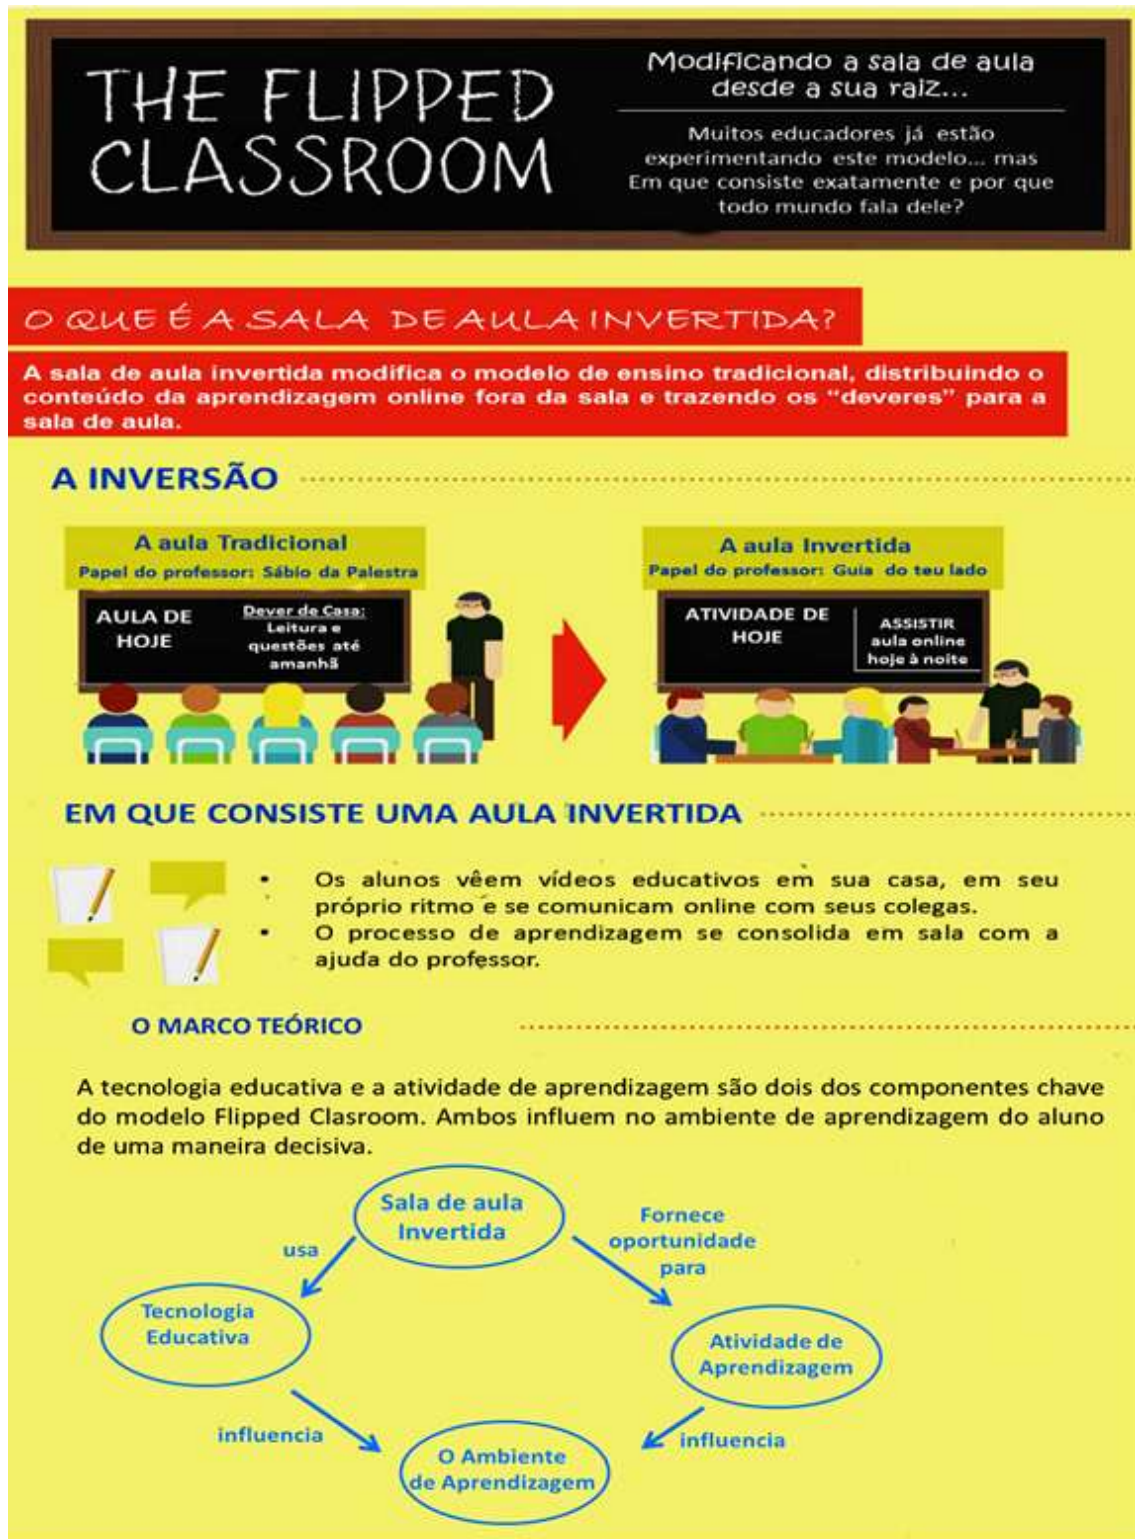 THE FLIPPED
CLASSROOM
Modificando a sala de aula
desde a sua raiz...
Muitos educadores já estão
experimentando este modelo... mas
Em que consiste exatamente e por que
todo mundo fala dele?
O QUE É A SALA DE AULA INVERTIDA?
A sala de aula invertida modifica o modelo de ensino tradicional, distribuindo o
conteúdo da aprendizagem online fora da sala e trazendo os “deveres” para a
sala de aula.
A INVERSÃO
A aula Tradicional
Papel do professor: Sábio da Palestra
AULA DE
HOJE
Dever de Casa:
Leitura e
questões até
amanhã
A aula Invertida
Papel do professor: Guia do teu lado
ATIVIDADE DE
HOJE
ASSISTIR
aula online
hoje à noite
EM QUE CONSISTE UMA AULA INVERTIDA
• Os alunos vêem vídeos educativos em sua casa, em seu
próprio ritmo e se comunicam online com seus colegas.
• O processo de aprendizagem se consolida em sala com a
ajuda do professor.
O MARCO TEÓRICO
A tecnologia educativa e a atividade de aprendizagem são dois dos componentes chave
do modelo Flipped Clasroom. Ambos influem no ambiente de aprendizagem do aluno
de uma maneira decisiva.
Sala de aula
Invertida
usa
Fornece
oportunidade
para
Tecnologia
Educativa
Atividade de
Aprendizagem
influencia
influencia
O Ambiente
de Aprendizagem